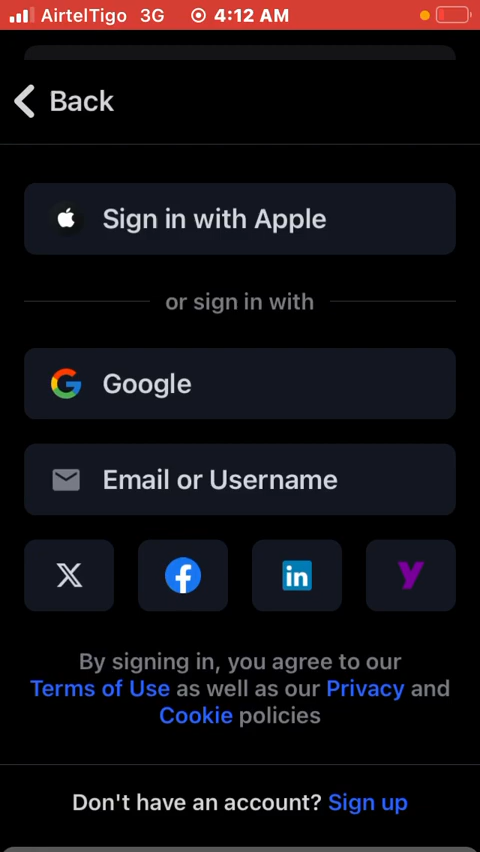 AirtelTigo 3G 4:12 AM
Back
Sign in with Apple
or sign in with
Google
Email or Username
By signing in, you agree to our
Terms of Use as well as our Privacy and
Cookie policies
Don't have an account? Sign up